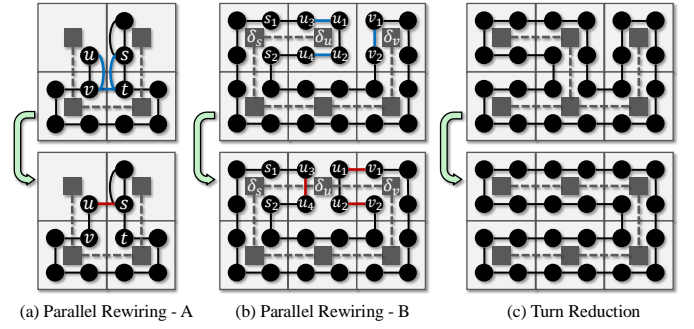 u s
v t
s₁ u₃ u₁ v₁
δₛ δᵤ δᵥ
s₂ u₄ u₂ v₂
u s
v t
s₁ u₃ u₁ v₁
δₛ δᵤ δᵥ
s₂ u₄ u₂ v₂
(a) Parallel Rewiring - A
(b) Parallel Rewiring - B
(c) Turn Reduction